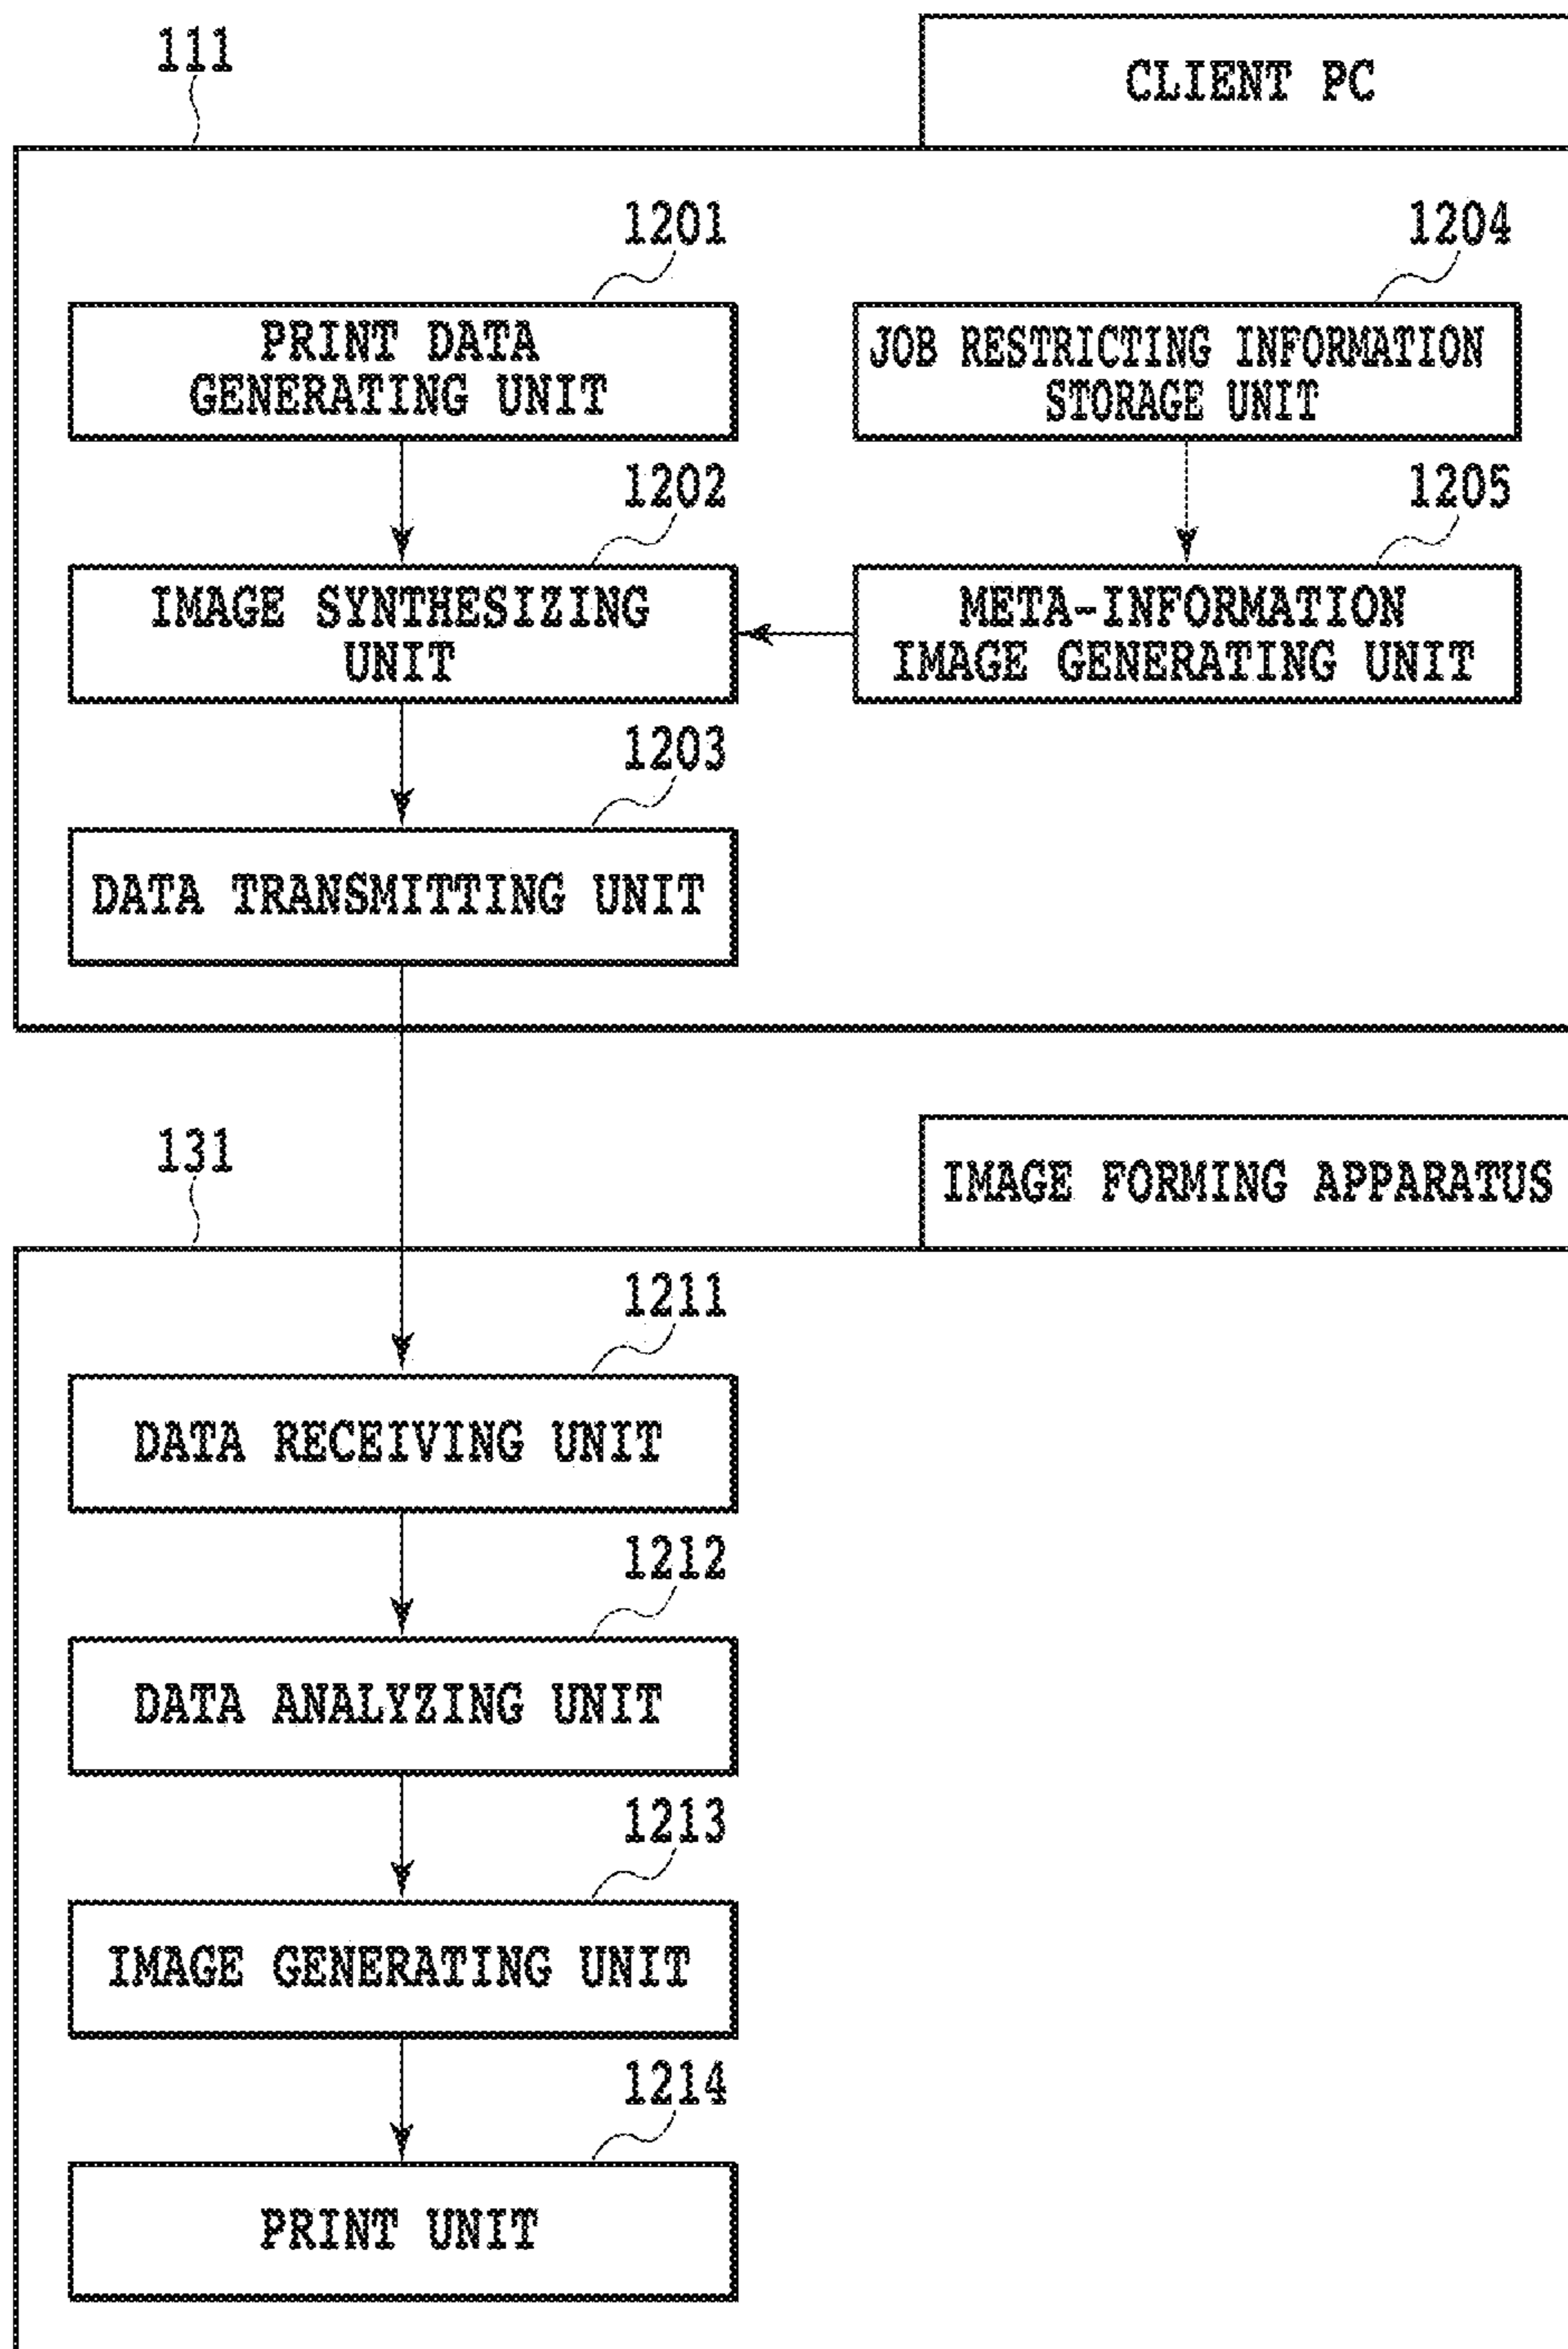 111
CLIENT PC
1201
PRINT DATA
GENERATING UNIT
1204
JOB RESTRICTING INFORMATION
STORAGE UNIT
1202
IMAGE SYNTHESIZING
UNIT
1205
META-INFORMATION
IMAGE GENERATING UNIT
1203
DATA TRANSMITTING UNIT
131
IMAGE FORMING APPARATUS
1211
DATA RECEIVING UNIT
1212
DATA ANALYZING UNIT
1213
IMAGE GENERATING UNIT
1214
PRINT UNIT